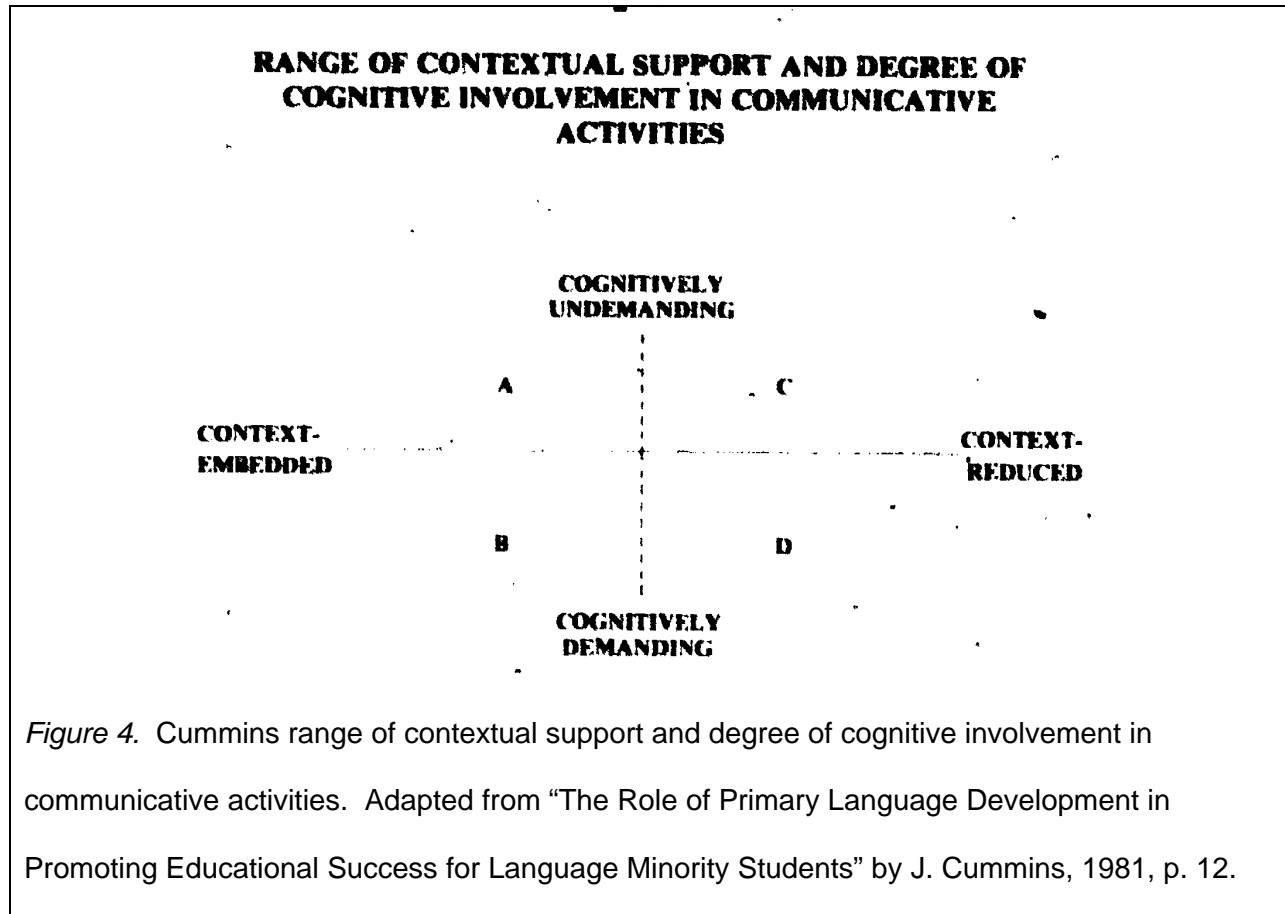 RANGE OF CONTEXTUAL SUPPORT AND DEGREE OF
COGNITIVE INVOLVEMENT IN COMMUNICATIVE
ACTIVITIES
COGNITIVELY
UNDEMANDING
A
C
CONTEXT-
EMBEDDED
CONTEXT-
REDUCED
B
D
COGNITIVELY
DEMANDING
Figure 4. Cummins range of contextual support and degree of cognitive involvement in
communicative activities. Adapted from “The Role of Primary Language Development in
Promoting Educational Success for Language Minority Students” by J. Cummins, 1981, p. 12.